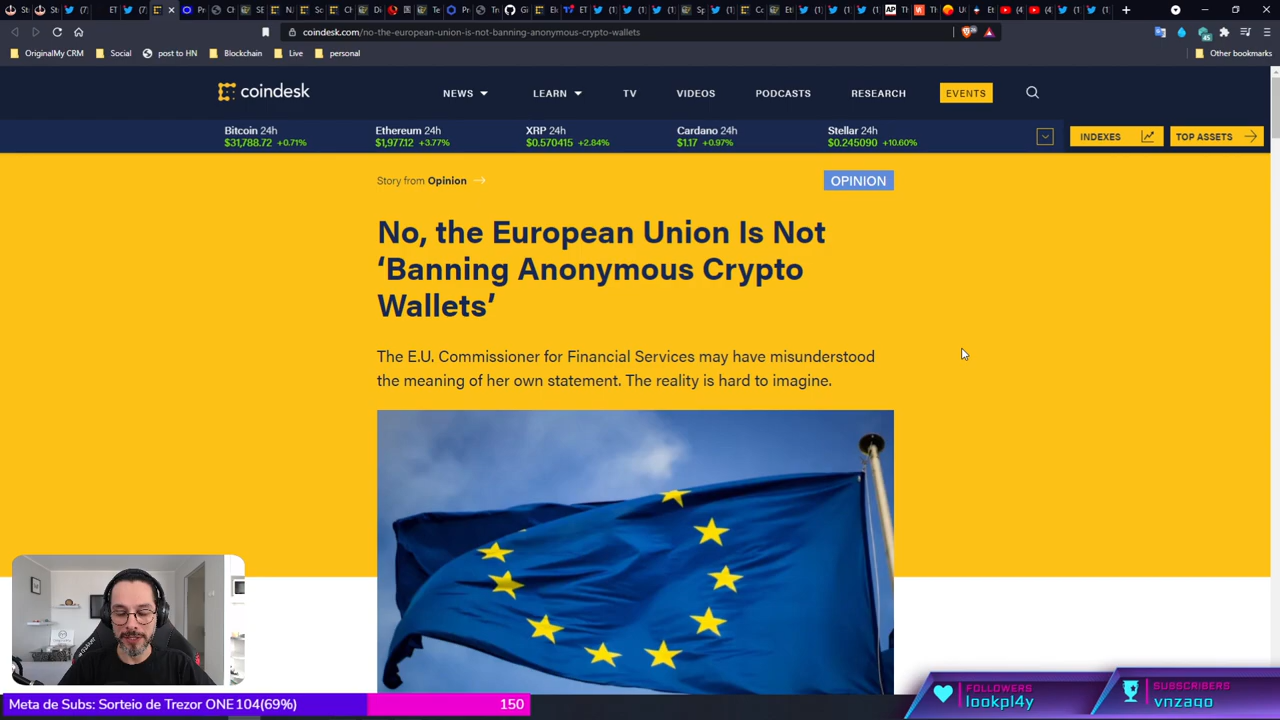 coindesk.com/no-the-european-union-is-not-banning-anonymous-crypto-wallets
OriginalMy CRM
Social
post to HN
Blockchain
Live
personal
Other bookmarks
coindesk
NEWS
LEARN
TV
VIDEOS
PODCASTS
RESEARCH
EVENTS
Bitcoin 24h
$31,788.72 +0.71%
Ethereum 24h
$1,977.12 +3.77%
XRP 24h
$0.570415 +2.84%
Cardano 24h
$1.17 +0.97%
Stellar 24h
$0.245090 +10.60%
INDEXES
TOP ASSETS
Story from Opinion
OPINION
No, the European Union Is Not
‘Banning Anonymous Crypto
Wallets’
The E.U. Commissioner for Financial Services may have misunderstood
the meaning of her own statement. The reality is hard to imagine.
Meta de Subs: Sorteio de Trezor ONE 104(69%)
150
FOLLOWERS
lookpl4y
SUBSCRIBERS
vnzago